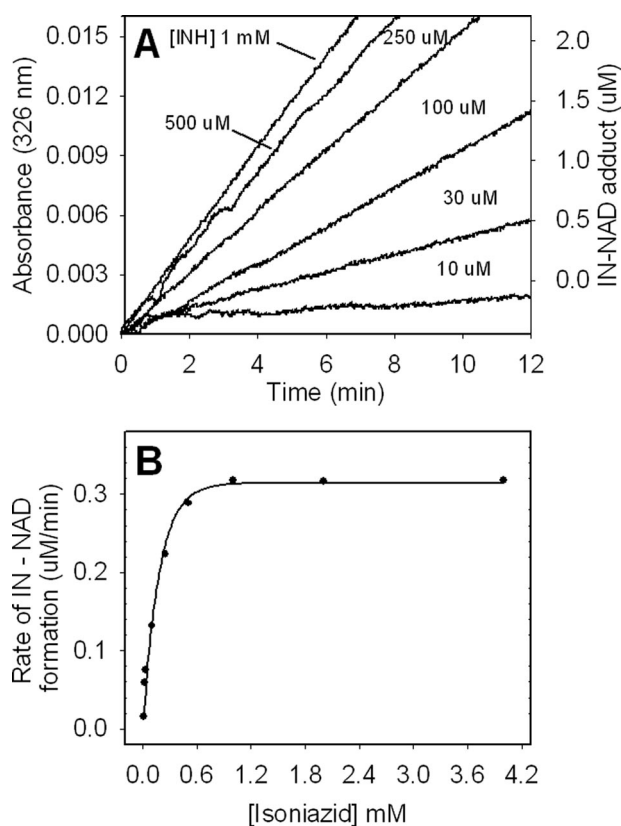 A
[INH] 1 mM
250 uM
500 uM
100 uM
30 uM
10 uM
Absorbance (326 nm)
0.015
0.012
0.009
0.006
0.003
0.000
IN-NAD adduct (uM)
2.0
1.5
1.0
0.5
0.0
0 2 4 6 8 10 12
Time (min)
B
Rate of IN - NAD
formation (uM/min)
0.3
0.2
0.1
0.0
0.0 0.6 1.2 1.8 2.4 3.0 3.6 4.2
[Isoniazid] mM